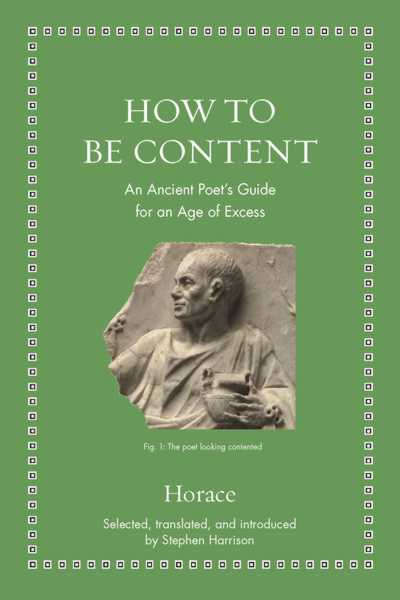 HOW TO
BE CONTENT
An Ancient Poet's Guide
for an Age of Excess
Fig. 1: The poet looking contented
Horace
Selected, translated, and introduced
by Stephen Harrison